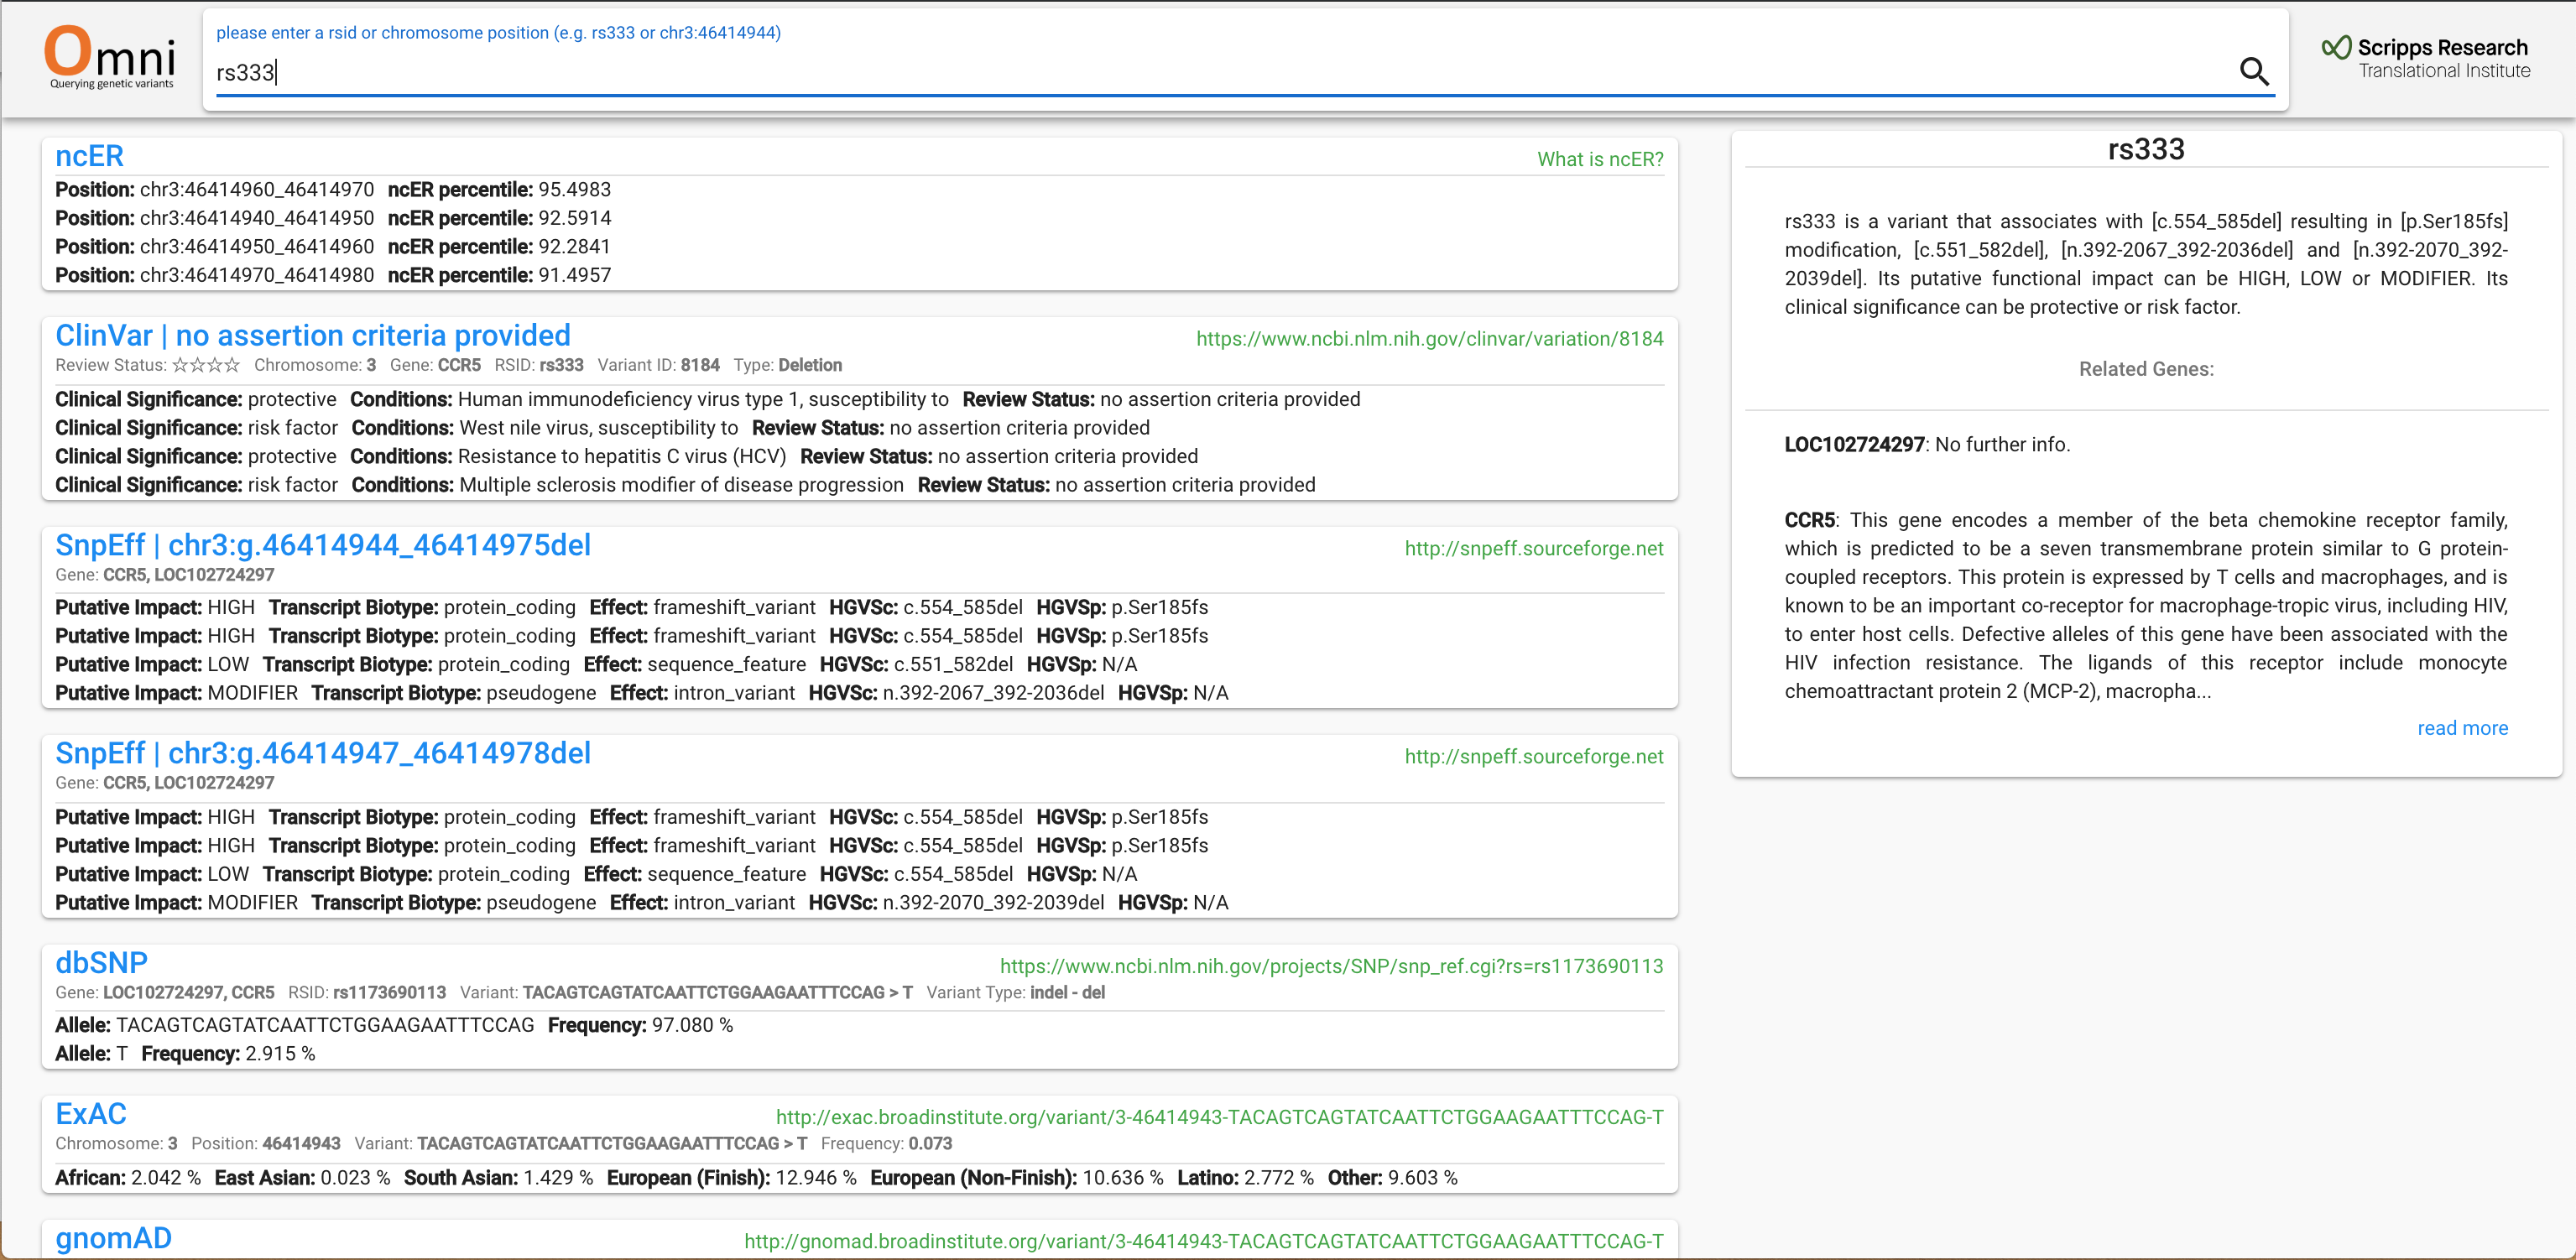 Omni
Querying genetic variants
please enter a rsid or chromosome position (e.g. rs333 or chr3:46414944)
rs333
Scripps Research
Translational Institute
ncER What is ncER?
Position: chr3:46414960_46414970 ncER percentile: 95.4983
Position: chr3:46414940_46414950 ncER percentile: 92.5914
Position: chr3:46414950_46414960 ncER percentile: 92.2841
Position: chr3:46414970_46414980 ncER percentile: 91.4957
ClinVar | no assertion criteria provided https://www.ncbi.nlm.nih.gov/clinvar/variation/8184
Review Status: ☆☆☆☆ Chromosome: 3 Gene: CCR5 RSID: rs333 Variant ID: 8184 Type: Deletion
Clinical Significance: protective Conditions: Human immunodeficiency virus type 1, susceptibility to Review Status: no assertion criteria provided
Clinical Significance: risk factor Conditions: West nile virus, susceptibility to Review Status: no assertion criteria provided
Clinical Significance: protective Conditions: Resistance to hepatitis C virus (HCV) Review Status: no assertion criteria provided
Clinical Significance: risk factor Conditions: Multiple sclerosis modifier of disease progression Review Status: no assertion criteria provided
SnpEff | chr3:g.46414944_46414975del http://snpeff.sourceforge.net
Gene: CCR5, LOC102724297
Putative Impact: HIGH Transcript Biotype: protein_coding Effect: frameshift_variant HGVSc: c.554_585del HGVSp: p.Ser185fs
Putative Impact: HIGH Transcript Biotype: protein_coding Effect: frameshift_variant HGVSc: c.554_585del HGVSp: p.Ser185fs
Putative Impact: LOW Transcript Biotype: protein_coding Effect: sequence_feature HGVSc: c.551_582del HGVSp: N/A
Putative Impact: MODIFIER Transcript Biotype: pseudogene Effect: intron_variant HGVSc: n.392-2067_392-2036del HGVSp: N/A
SnpEff | chr3:g.46414947_46414978del http://snpeff.sourceforge.net
Gene: CCR5, LOC102724297
Putative Impact: HIGH Transcript Biotype: protein_coding Effect: frameshift_variant HGVSc: c.554_585del HGVSp: p.Ser185fs
Putative Impact: HIGH Transcript Biotype: protein_coding Effect: frameshift_variant HGVSc: c.554_585del HGVSp: p.Ser185fs
Putative Impact: LOW Transcript Biotype: protein_coding Effect: sequence_feature HGVSc: c.554_585del HGVSp: N/A
Putative Impact: MODIFIER Transcript Biotype: pseudogene Effect: intron_variant HGVSc: n.392-2070_392-2039del HGVSp: N/A
dbSNP https://www.ncbi.nlm.nih.gov/projects/SNP/snp_ref.cgi?rs=rs1173690113
Gene: LOC102724297, CCR5 RSID: rs1173690113 Variant: TACAGTCAGTATCAATTCTGGAAGAATTTCCAG > T Variant Type: indel - del
Allele: TACAGTCAGTATCAATTCTGGAAGAATTTCCAG Frequency: 97.080 %
Allele: T Frequency: 2.915 %
ExAC http://exac.broadinstitute.org/variant/3-46414943-TACAGTCAGTATCAATTCTGGAAGAATTTCCAG-T
Chromosome: 3 Position: 46414943 Variant: TACAGTCAGTATCAATTCTGGAAGAATTTCCAG > T Frequency: 0.073
African: 2.042 % East Asian: 0.023 % South Asian: 1.429 % European (Finish): 12.946 % European (Non-Finish): 10.636 % Latino: 2.772 % Other: 9.603 %
gnomAD http://gnomad.broadinstitute.org/variant/3-46414943-TACAGTCAGTATCAATTCTGGAAGAATTTCCAG-T
rs333
rs333 is a variant that associates with [c.554_585del] resulting in [p.Ser185fs]
modification, [c.551_582del], [n.392-2067_392-2036del] and [n.392-2070_392-
2039del]. Its putative functional impact can be HIGH, LOW or MODIFIER. Its
clinical significance can be protective or risk factor.
Related Genes:
LOC102724297: No further info.
CCR5: This gene encodes a member of the beta chemokine receptor family,
which is predicted to be a seven transmembrane protein similar to G protein-
coupled receptors. This protein is expressed by T cells and macrophages, and is
known to be an important co-receptor for macrophage-tropic virus, including HIV,
to enter host cells. Defective alleles of this gene have been associated with the
HIV infection resistance. The ligands of this receptor include monocyte
chemoattractant protein 2 (MCP-2), macropha...
read more